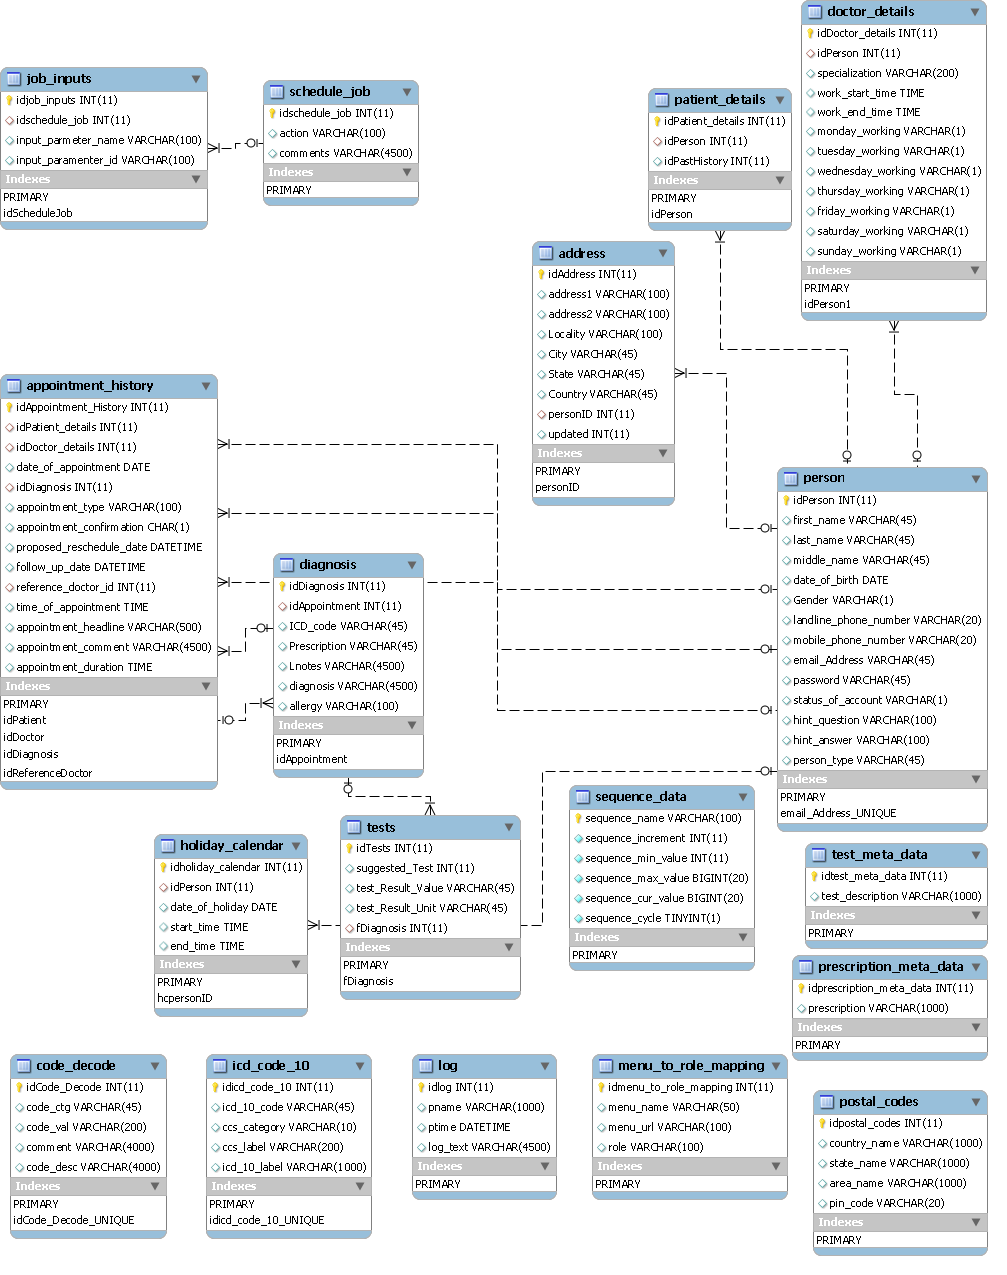 doctor_details
idDoctor_details INT(11)
idPerson INT(11)
specialization VARCHAR(200)
work_start_time TIME
work_end_time TIME
monday_working VARCHAR(1)
tuesday_working VARCHAR(1)
wednesday_working VARCHAR(1)
thursday_working VARCHAR(1)
friday_working VARCHAR(1)
saturday_working VARCHAR(1)
sunday_working VARCHAR(1)
Indexes
PRIMARY
idPerson1
job_inputs
idjob_inputs INT(11)
idschedule_job INT(11)
input_parmeter_name VARCHAR(100)
input_paramenter_id VARCHAR(100)
Indexes
PRIMARY
idScheduleJob
schedule_job
idschedule_job INT(11)
action VARCHAR(100)
comments VARCHAR(4500)
Indexes
PRIMARY
patient_details
idPatient_details INT(11)
idPerson INT(11)
idPastHistory INT(11)
Indexes
PRIMARY
idPerson
address
idAddress INT(11)
address1 VARCHAR(100)
address2 VARCHAR(100)
Locality VARCHAR(100)
City VARCHAR(45)
State VARCHAR(45)
Country VARCHAR(45)
personID INT(11)
updated INT(11)
Indexes
PRIMARY
personID
appointment_history
idAppointment_History INT(11)
idPatient_details INT(11)
idDoctor_details INT(11)
date_of_appointment DATE
idDiagnosis INT(11)
appointment_type VARCHAR(100)
appointment_confirmation CHAR(1)
proposed_reschedule_date DATETIME
follow_up_date DATETIME
reference_doctor_id INT(11)
time_of_appointment TIME
appointment_headline VARCHAR(500)
appointment_comment VARCHAR(4500)
appointment_duration TIME
Indexes
PRIMARY
idPatient
idDoctor
idDiagnosis
idReferenceDoctor
diagnosis
idDiagnosis INT(11)
idAppointment INT(11)
ICD_code VARCHAR(45)
Prescription VARCHAR(45)
Lnotes VARCHAR(4500)
diagnosis VARCHAR(4500)
allergy VARCHAR(100)
Indexes
PRIMARY
idAppointment
person
idPerson INT(11)
first_name VARCHAR(45)
last_name VARCHAR(45)
middle_name VARCHAR(45)
date_of_birth DATE
Gender VARCHAR(1)
landline_phone_number VARCHAR(20)
mobile_phone_number VARCHAR(20)
email_Address VARCHAR(45)
password VARCHAR(45)
status_of_account VARCHAR(1)
hint_question VARCHAR(100)
hint_answer VARCHAR(100)
person_type VARCHAR(45)
Indexes
PRIMARY
email_Address_UNIQUE
holiday_calendar
idholiday_calendar INT(11)
idPerson INT(11)
date_of_holiday DATE
start_time TIME
end_time TIME
Indexes
PRIMARY
hcpersonID
tests
idTests INT(11)
suggested_Test INT(11)
test_Result_Value VARCHAR(45)
test_Result_Unit VARCHAR(45)
fDiagnosis INT(11)
Indexes
PRIMARY
fDiagnosis
sequence_data
sequence_name VARCHAR(100)
sequence_increment INT(11)
sequence_min_value INT(11)
sequence_max_value BIGINT(20)
sequence_cur_value BIGINT(20)
sequence_cycle TINYINT(1)
Indexes
PRIMARY
test_meta_data
idtest_meta_data INT(11)
test_description VARCHAR(1000)
Indexes
PRIMARY
prescription_meta_data
idprescription_meta_data INT(11)
prescription VARCHAR(1000)
Indexes
PRIMARY
code_decode
idCode_Decode INT(11)
code_ctg VARCHAR(45)
code_val VARCHAR(200)
comment VARCHAR(4000)
code_desc VARCHAR(4000)
Indexes
PRIMARY
idCode_Decode_UNIQUE
icd_code_10
idicd_code_10 INT(11)
icd_10_code VARCHAR(45)
ccs_category VARCHAR(10)
ccs_label VARCHAR(200)
icd_10_label VARCHAR(1000)
Indexes
PRIMARY
idicd_code_10_UNIQUE
log
idlog INT(11)
pname VARCHAR(1000)
ptime DATETIME
log_text VARCHAR(4500)
Indexes
PRIMARY
menu_to_role_mapping
idmenu_to_role_mapping INT(11)
menu_name VARCHAR(50)
menu_url VARCHAR(100)
role VARCHAR(100)
Indexes
PRIMARY
postal_codes
idpostal_codes INT(11)
country_name VARCHAR(1000)
state_name VARCHAR(1000)
area_name VARCHAR(1000)
pin_code VARCHAR(20)
Indexes
PRIMARY